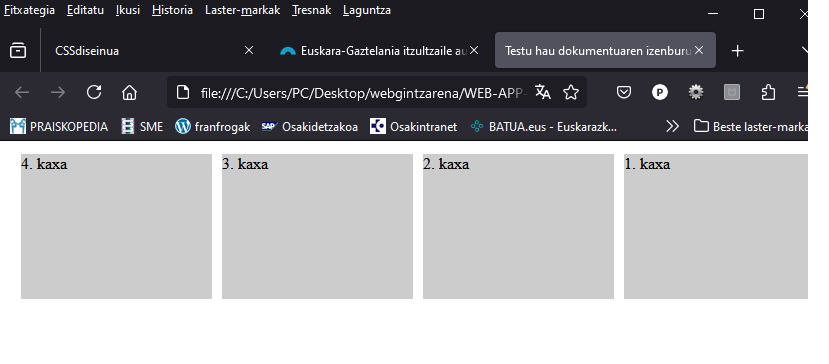 Fitxategia Editatu Ikusi Historia Laster-markak Tresnak Laguntza
CSSdiseinua Euskara-Gaztelania itzultzaile au Testu hau dokumentuaren izenburu
file:///C:/Users/PC/Desktop/webgintzarena/WEB-APP-
PRAISKOPEDIA SME franfrogak Osakidetzakoa Osakintranet BATUA.eus - Euskarazk... Beste laster-marka
4. kaxa 3. kaxa 2. kaxa 1. kaxa